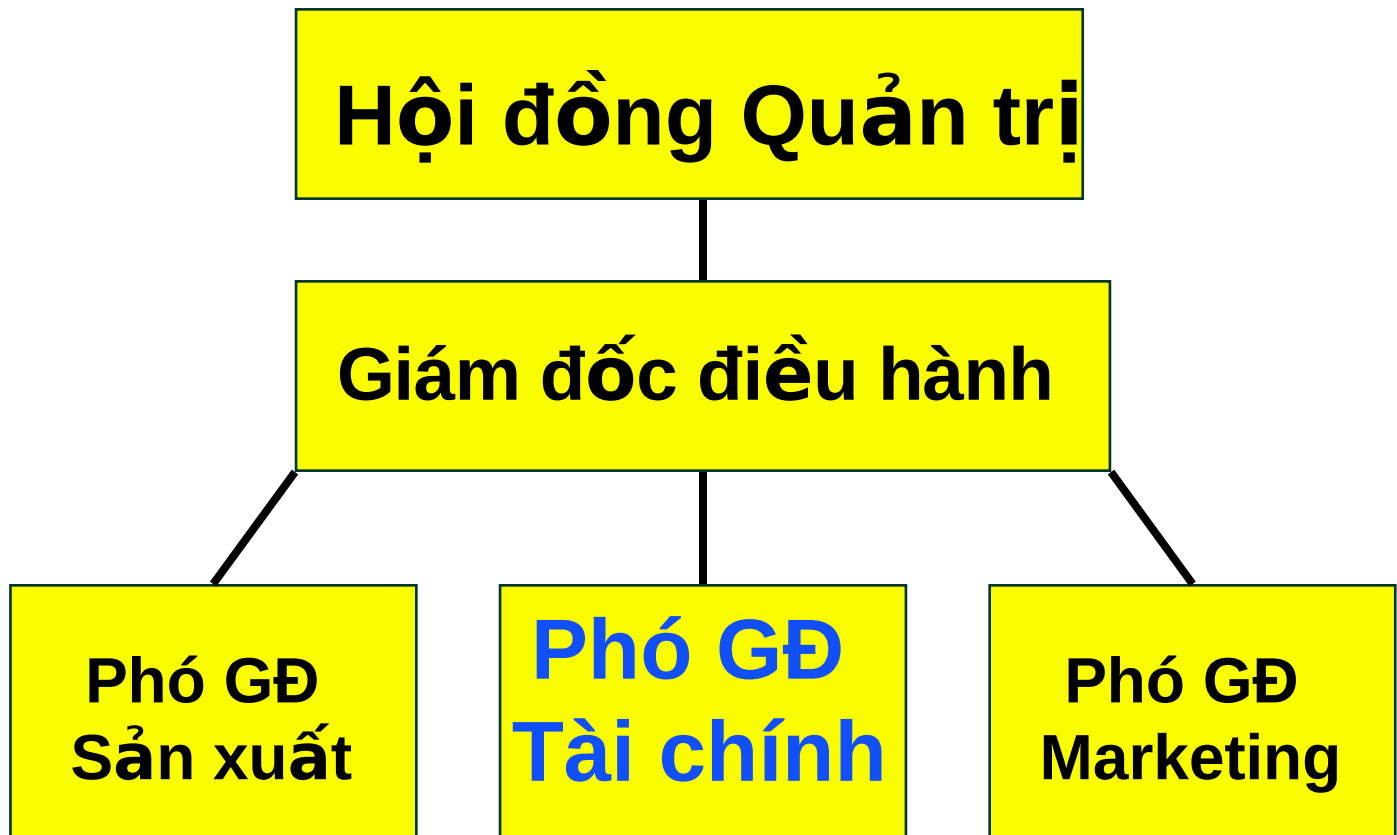 Hội đồng Quản trị
Giám đốc điều hành
Phó GĐ
Sản xuất
Phó GĐ
Tài chính
Phó GĐ
Marketing